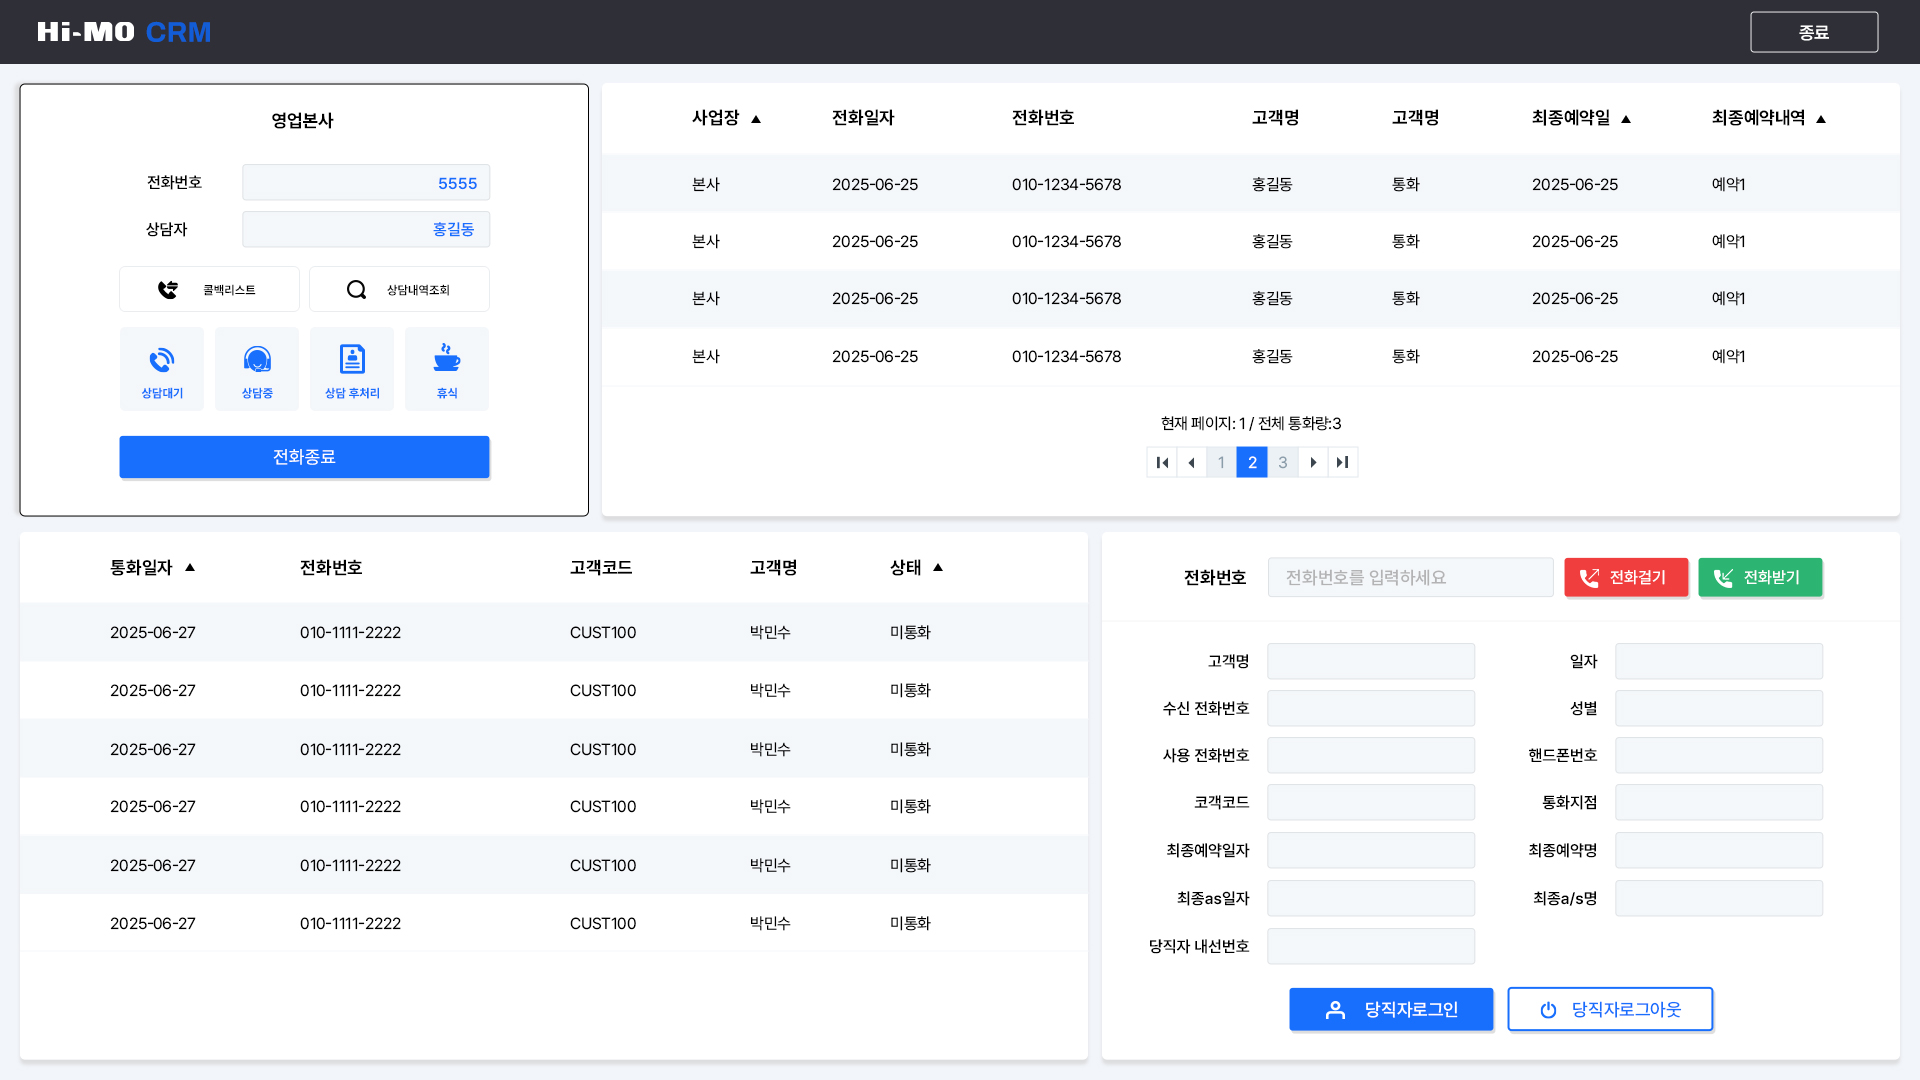 Hi-MO CRM
종료
영업본사
전화번호 5555
상담자 홍길동
콜백리스트 상담내역조회
상담대기 상담중 상담 후처리 휴식
전화종료
사업장 ▲ 전화일자 전화번호 고객명 고객명 최종예약일 ▲ 최종예약내역 ▲
본사 2025-06-25 010-1234-5678 홍길동 통화 2025-06-25 예약1
본사 2025-06-25 010-1234-5678 홍길동 통화 2025-06-25 예약1
본사 2025-06-25 010-1234-5678 홍길동 통화 2025-06-25 예약1
본사 2025-06-25 010-1234-5678 홍길동 통화 2025-06-25 예약1
현재 페이지: 1 / 전체 통화량:3
1 2 3
통화일자 ▲ 전화번호 고객코드 고객명 상태 ▲
2025-06-27 010-1111-2222 CUST100 박민수 미통화
2025-06-27 010-1111-2222 CUST100 박민수 미통화
2025-06-27 010-1111-2222 CUST100 박민수 미통화
2025-06-27 010-1111-2222 CUST100 박민수 미통화
2025-06-27 010-1111-2222 CUST100 박민수 미통화
2025-06-27 010-1111-2222 CUST100 박민수 미통화
전화번호 전화번호를 입력하세요 전화걸기 전화받기
고객명 일자
수신 전화번호 성별
사용 전화번호 핸드폰번호
코객코드 통화지점
최종예약일자 최종예약명
최종as일자 최종a/s명
당직자 내선번호
당직자로그인 당직자로그아웃